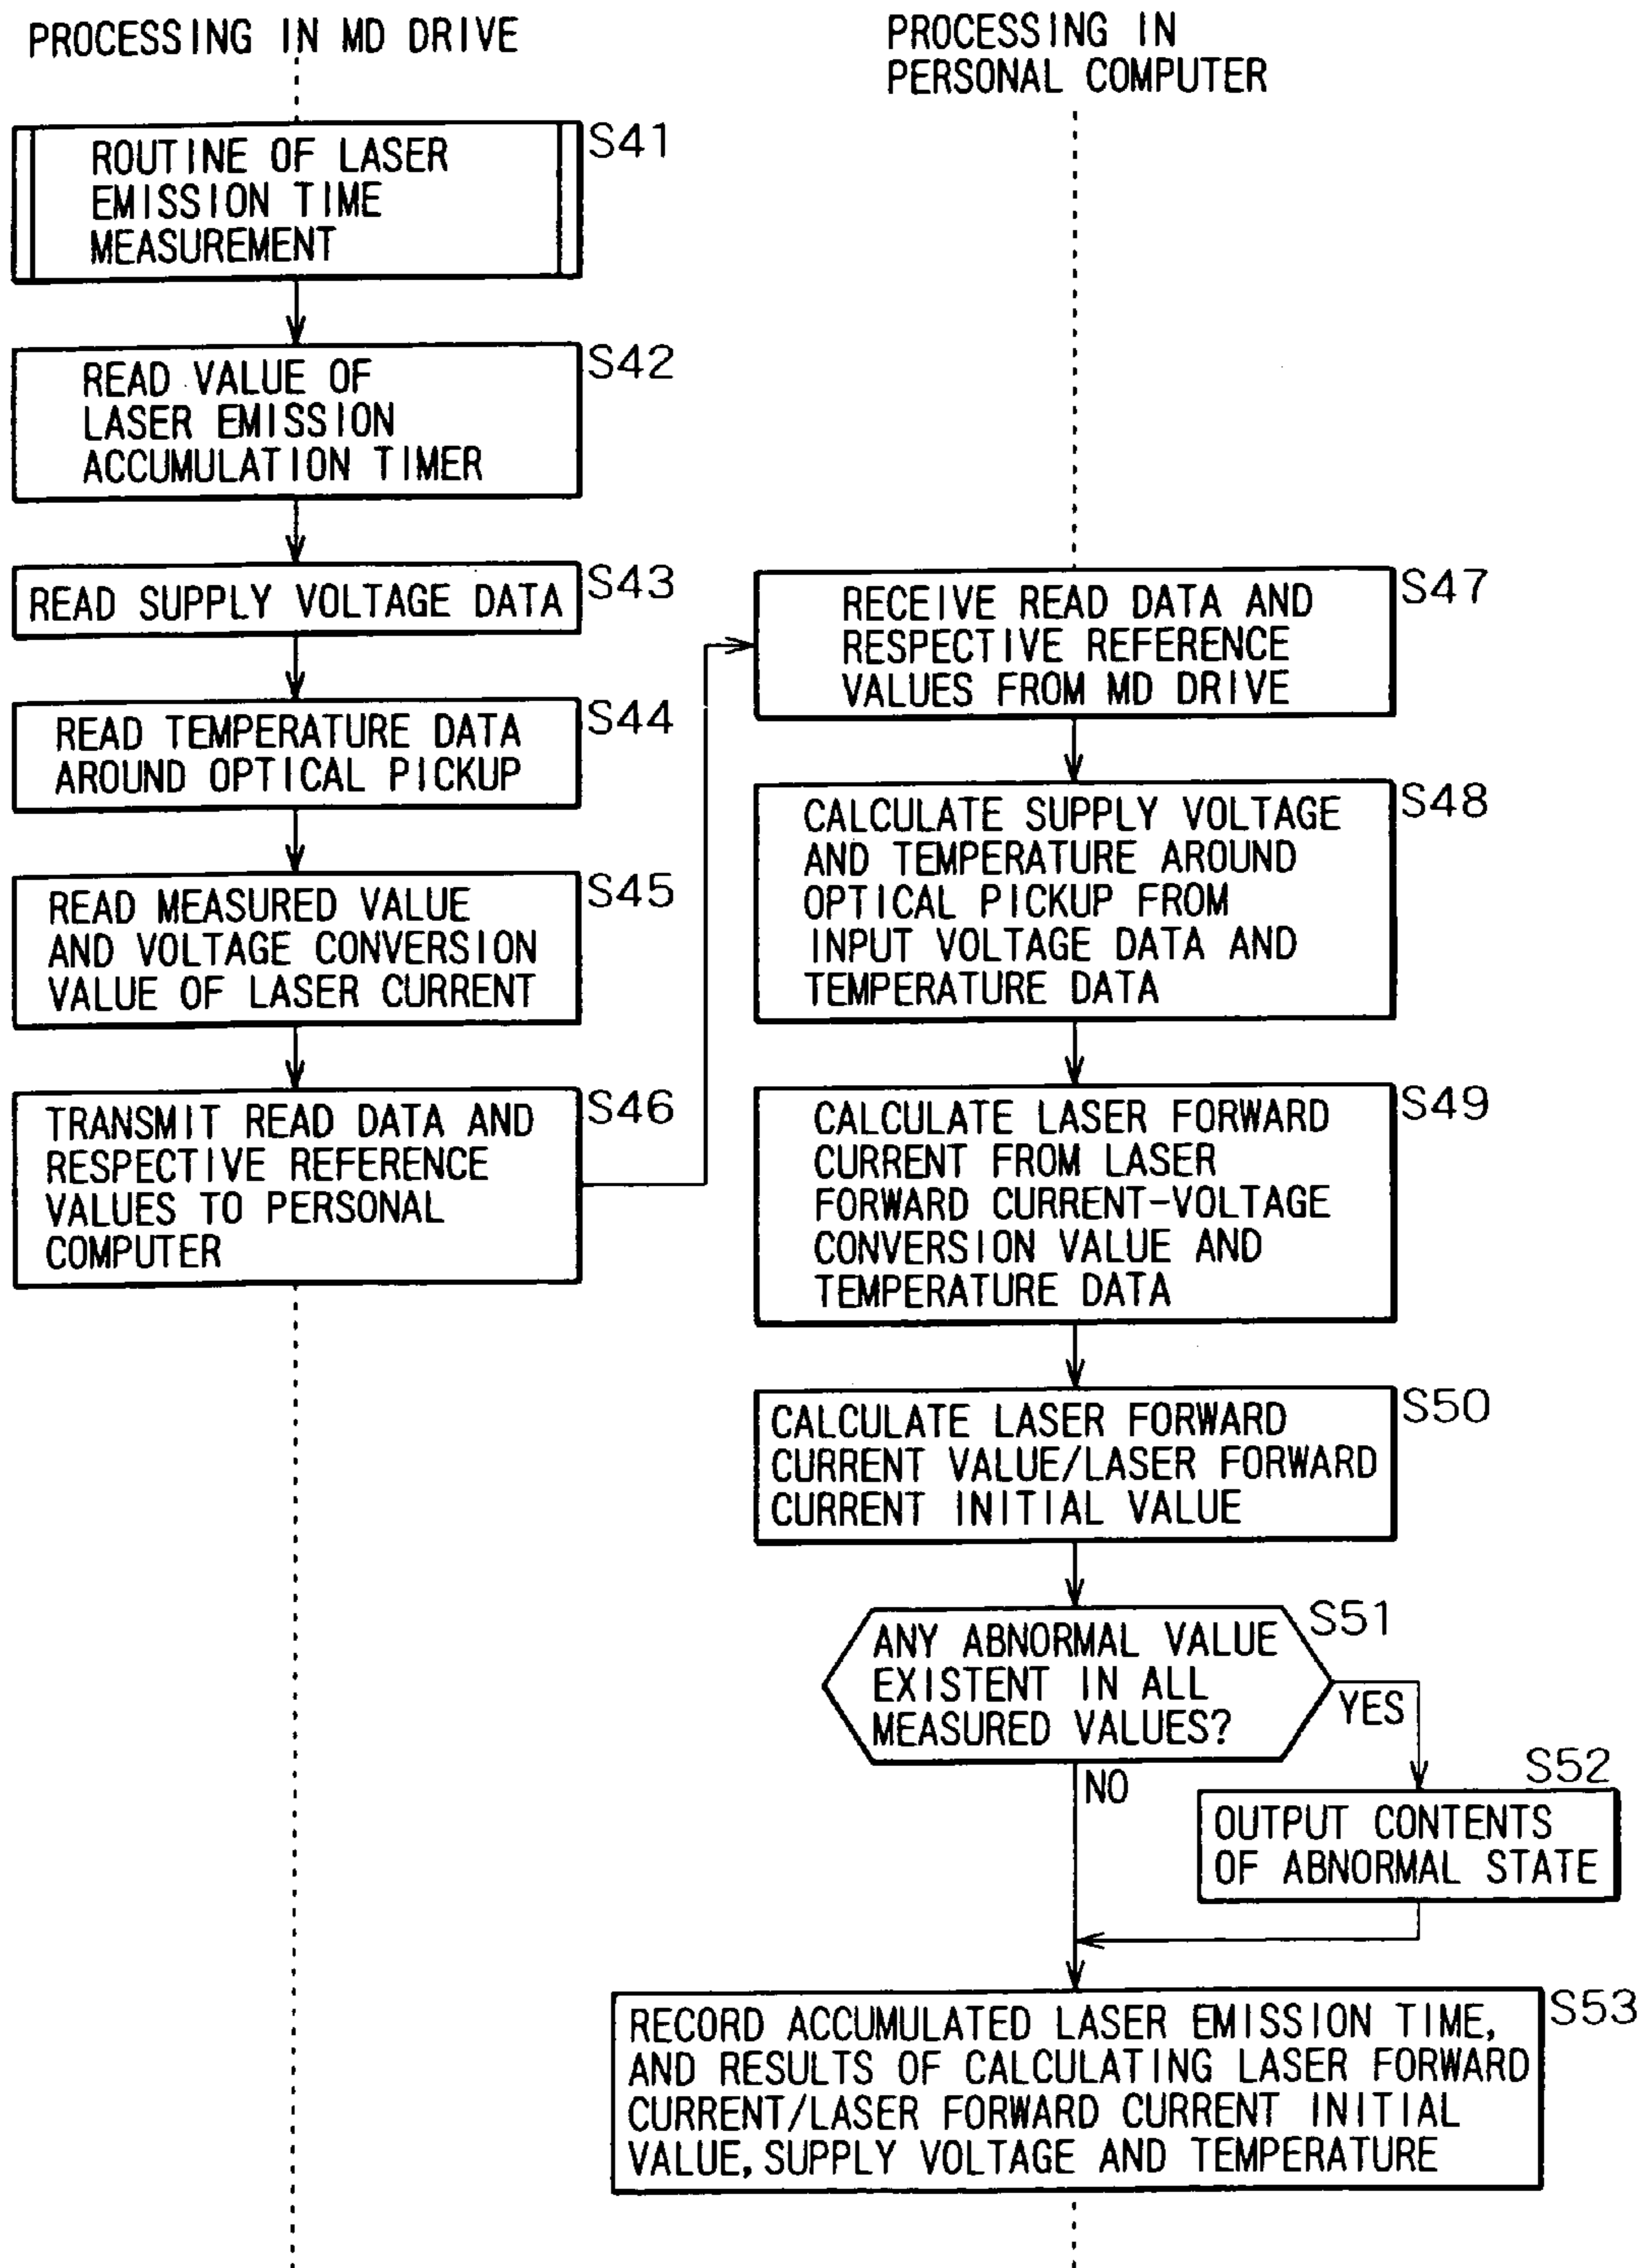 PROCESSING IN MD DRIVE
ROUTINE OF LASER
EMISSION TIME
MEASUREMENT
S41
READ VALUE OF
LASER EMISSION
ACCUMULATION TIMER
S42
READ SUPPLY VOLTAGE DATA
S43
READ TEMPERATURE DATA
AROUND OPTICAL PICKUP
S44
READ MEASURED VALUE
AND VOLTAGE CONVERSION
VALUE OF LASER CURRENT
S45
TRANSMIT READ DATA AND
RESPECTIVE REFERENCE
VALUES TO PERSONAL
COMPUTER
S46
PROCESSING IN
PERSONAL COMPUTER
RECEIVE READ DATA AND
RESPECTIVE REFERENCE
VALUES FROM MD DRIVE
S47
CALCULATE SUPPLY VOLTAGE
AND TEMPERATURE AROUND
OPTICAL PICKUP FROM
INPUT VOLTAGE DATA AND
TEMPERATURE DATA
S48
CALCULATE LASER FORWARD
CURRENT FROM LASER
FORWARD CURRENT-VOLTAGE
CONVERSION VALUE AND
TEMPERATURE DATA
S49
CALCULATE LASER FORWARD
CURRENT VALUE/LASER FORWARD
CURRENT INITIAL VALUE
S50
ANY ABNORMAL VALUE
EXISTENT IN ALL
MEASURED VALUES?
S51
YES
NO
S52
OUTPUT CONTENTS
OF ABNORMAL STATE
RECORD ACCUMULATED LASER EMISSION TIME,
AND RESULTS OF CALCULATING LASER FORWARD
CURRENT/LASER FORWARD CURRENT INITIAL
VALUE, SUPPLY VOLTAGE AND TEMPERATURE
S53